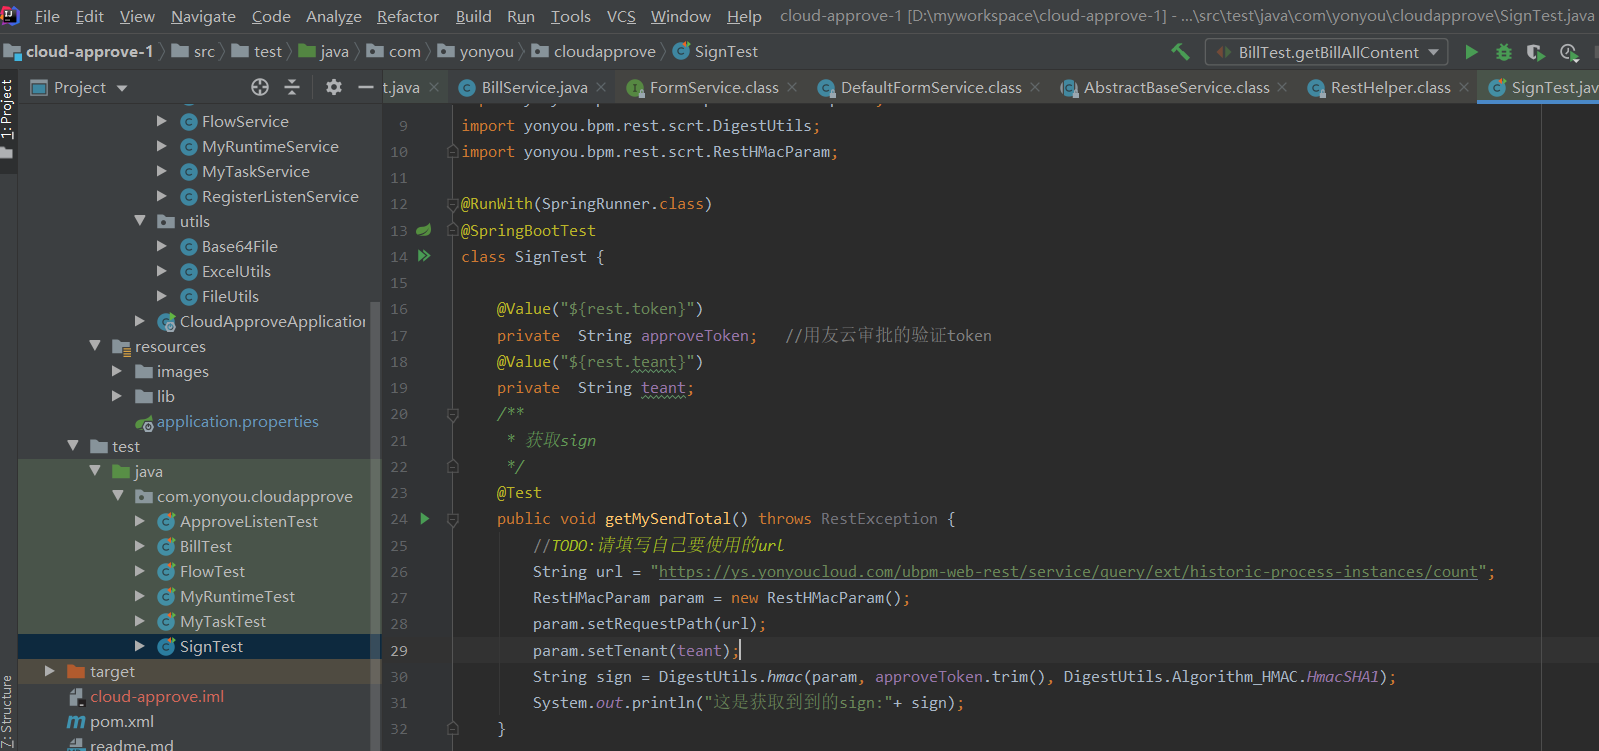 File Edit View Navigate Code Analyze Refactor Build Run Tools VCS Window Help cloud-approve-1 [D:\myworkspace\cloud-approve-1] - ...\src\test\java\com\yonyou\cloudapprove\SignTest.java
cloud-approve-1 src test java com yonyou cloudapprove SignTest BillTest.getBillAllContent
1: Project
Z: Structure
Project
t.java BillService.java FormService.class DefaultFormService.class AbstractBaseService.class RestHelper.class SignTest.jav
FlowService
MyRuntimeService
MyTaskService
RegisterListenService
utils
Base64File
ExcelUtils
FileUtils
CloudApproveApplication
resources
images
lib
application.properties
test
java
com.yonyou.cloudapprove
ApproveListenTest
BillTest
FlowTest
MyRuntimeTest
MyTaskTest
SignTest
target
cloud-approve.iml
pom.xml
readme.md
9 import yonyou.bpm.rest.scrt.DigestUtils;
10 import yonyou.bpm.rest.scrt.RestHMacParam;
11
12 @RunWith(SpringRunner.class)
13 @SpringBootTest
14 class SignTest {
15
16 @Value("${rest.token}")
17 private String approveToken; //用友云审批的验证token
18 @Value("${rest.teant}")
19 private String teant;
20 /**
21 * 获取sign
22 */
23 @Test
24 public void getMySendTotal() throws RestException {
25 //TODO:请填写自己要使用的url
26 String url = "https://ys.yonyoucloud.com/ubpm-web-rest/service/query/ext/historic-process-instances/count";
27 RestHMacParam param = new RestHMacParam();
28 param.setRequestPath(url);
29 param.setTenant(teant);
30 String sign = DigestUtils.hmac(param, approveToken.trim(), DigestUtils.Algorithm_HMAC.HmacSHA1);
31 System.out.println("这是获取到到的sign:"+ sign);
32 }